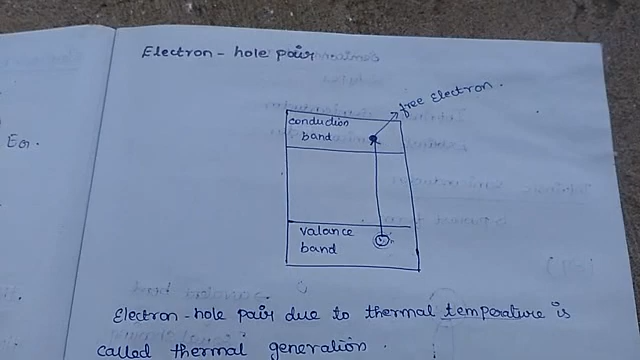 Electron - hole pair
free Electron.
conduction
band
Eor.
valance
band
Electron - hole pair due to thermal temperature is
called thermal generation.